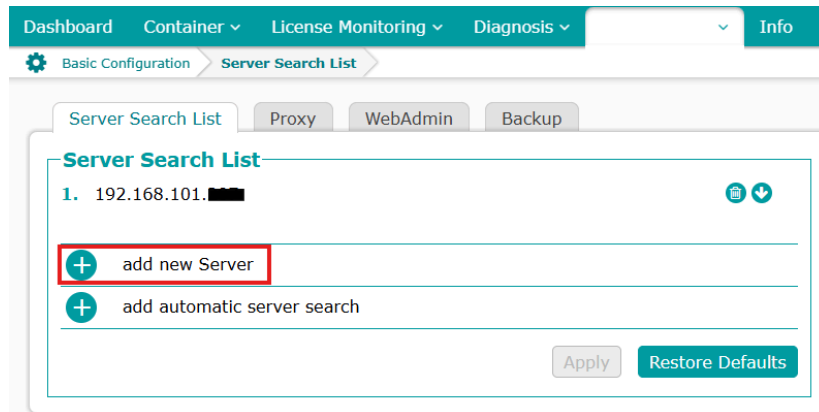 Dashboard Container License Monitoring Diagnosis Info
Basic Configuration Server Search List
Server Search List Proxy WebAdmin Backup
Server Search List
1. 192.168.101.
add new Server
add automatic server search
Apply Restore Defaults